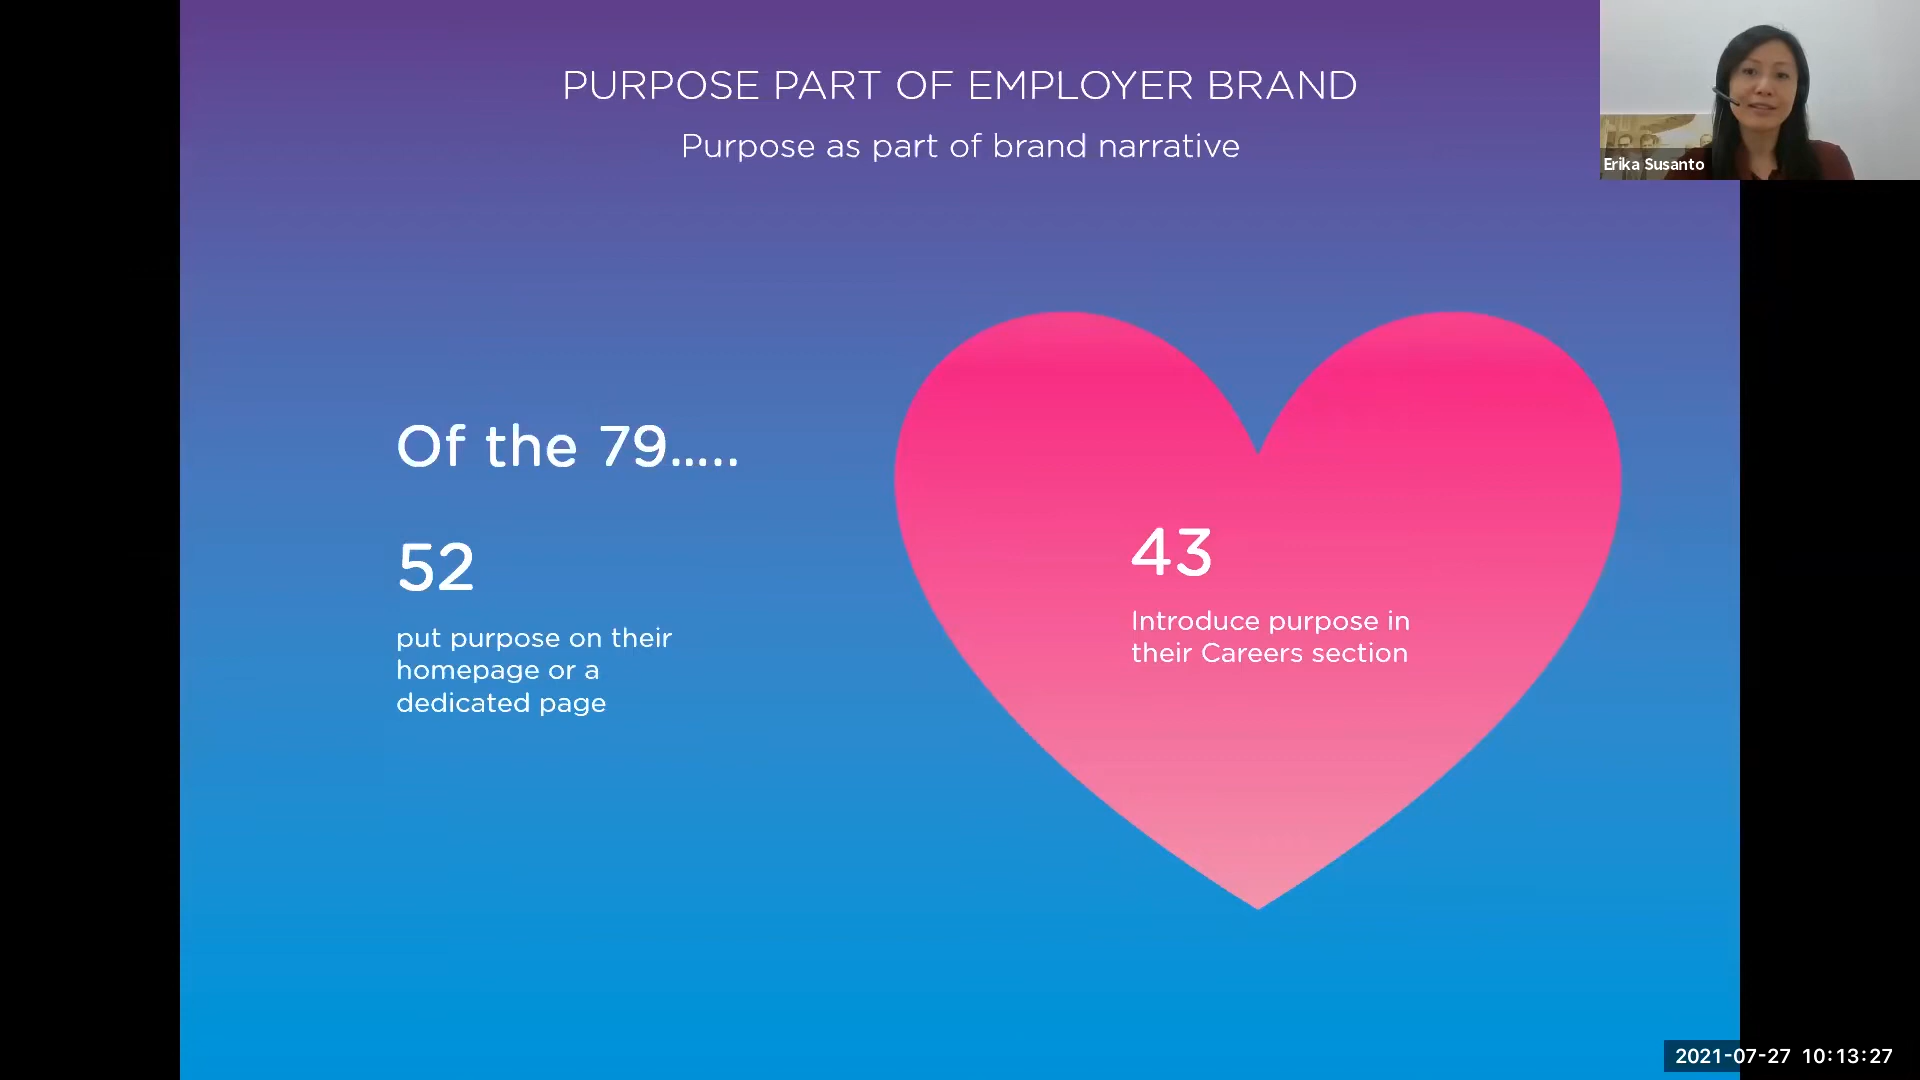 PURPOSE PART OF EMPLOYER BRAND
Purpose as part of brand narrative
Erika Susanto
Of the 79.....
52
put purpose on their
homepage or a
dedicated page
43
Introduce purpose in
their Careers section
2021-07-27 10:13:27